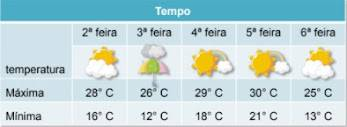 Tempo
2ª feira 3ª feira 4ª feira 5ª feira 6ª feira
temperatura
Máxima 28° C 26° C 29° C 30° C 25° C
Mínima 16° C 12° C 18° C 21° C 13° C